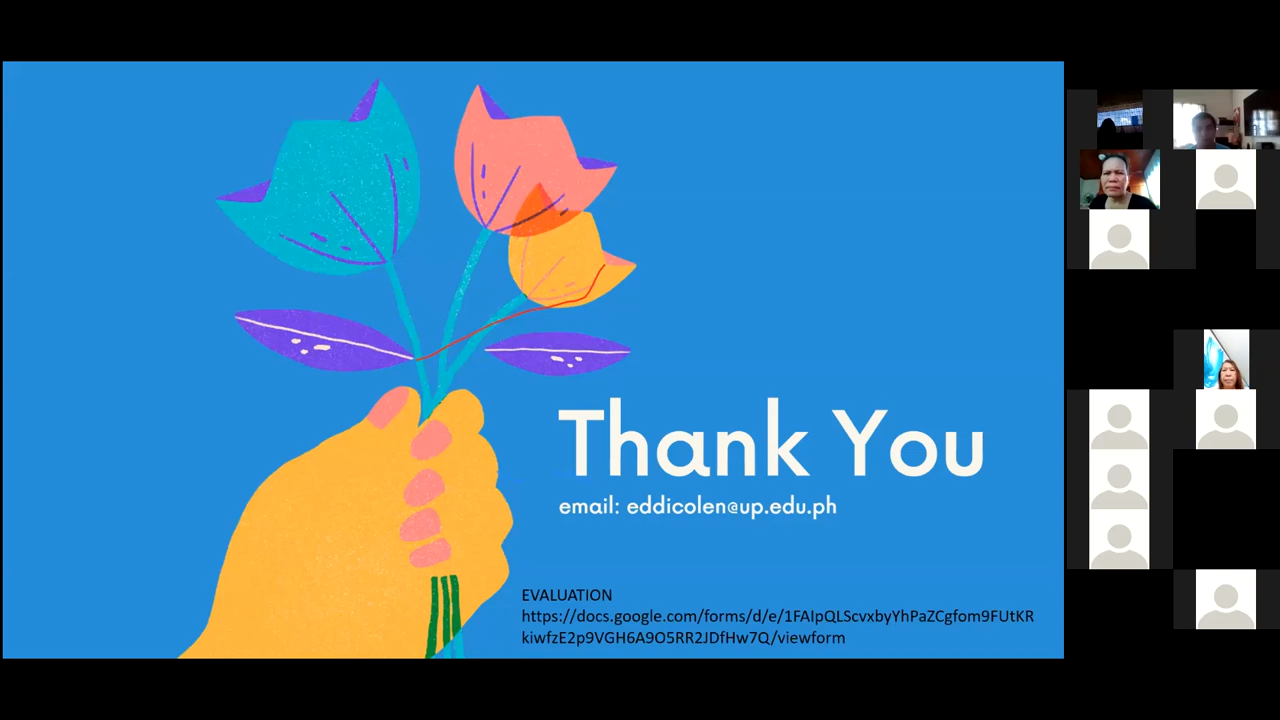 Thank You
email: eddicolen@up.edu.ph
EVALUATION
https://docs.google.com/forms/d/e/1FAIpQLScvxbyYhPaZCgfom9FUtKR
kiwfzE2p9VGH6A9O5RR2JDfHw7Q/viewform